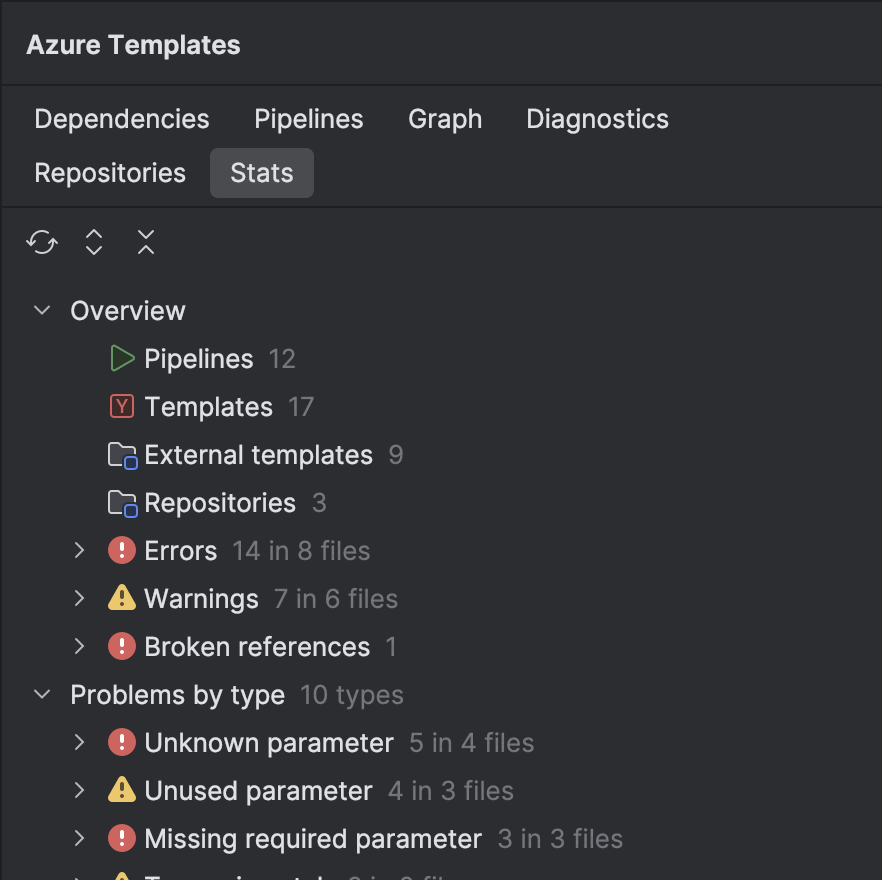 Azure Templates
Dependencies Pipelines Graph Diagnostics
Repositories Stats
Overview
Pipelines 12
Templates 17
External templates 9
Repositories 3
Errors 14 in 8 files
Warnings 7 in 6 files
Broken references 1
Problems by type 10 types
Unknown parameter 5 in 4 files
Unused parameter 4 in 3 files
Missing required parameter 3 in 3 files